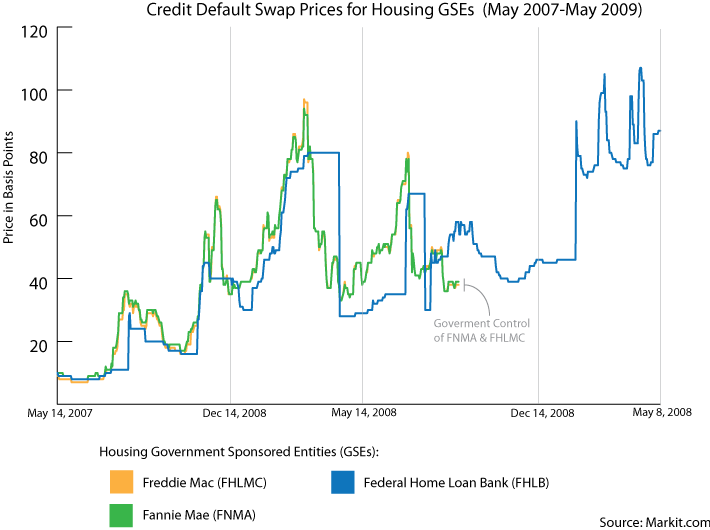 Credit Default Swap Prices for Housing GSEs (May 2007-May 2009)
Price in Basis Points
120
100
80
60
40
20
Goverment Control
of FNMA & FHLMC
May 14, 2007
Dec 14, 2008
May 14, 2008
Dec 14, 2008
May 8, 2008
Housing Government Sponsored Entities (GSEs):
Freddie Mac (FHLMC)
Federal Home Loan Bank (FHLB)
Fannie Mae (FNMA)
Source: Markit.com